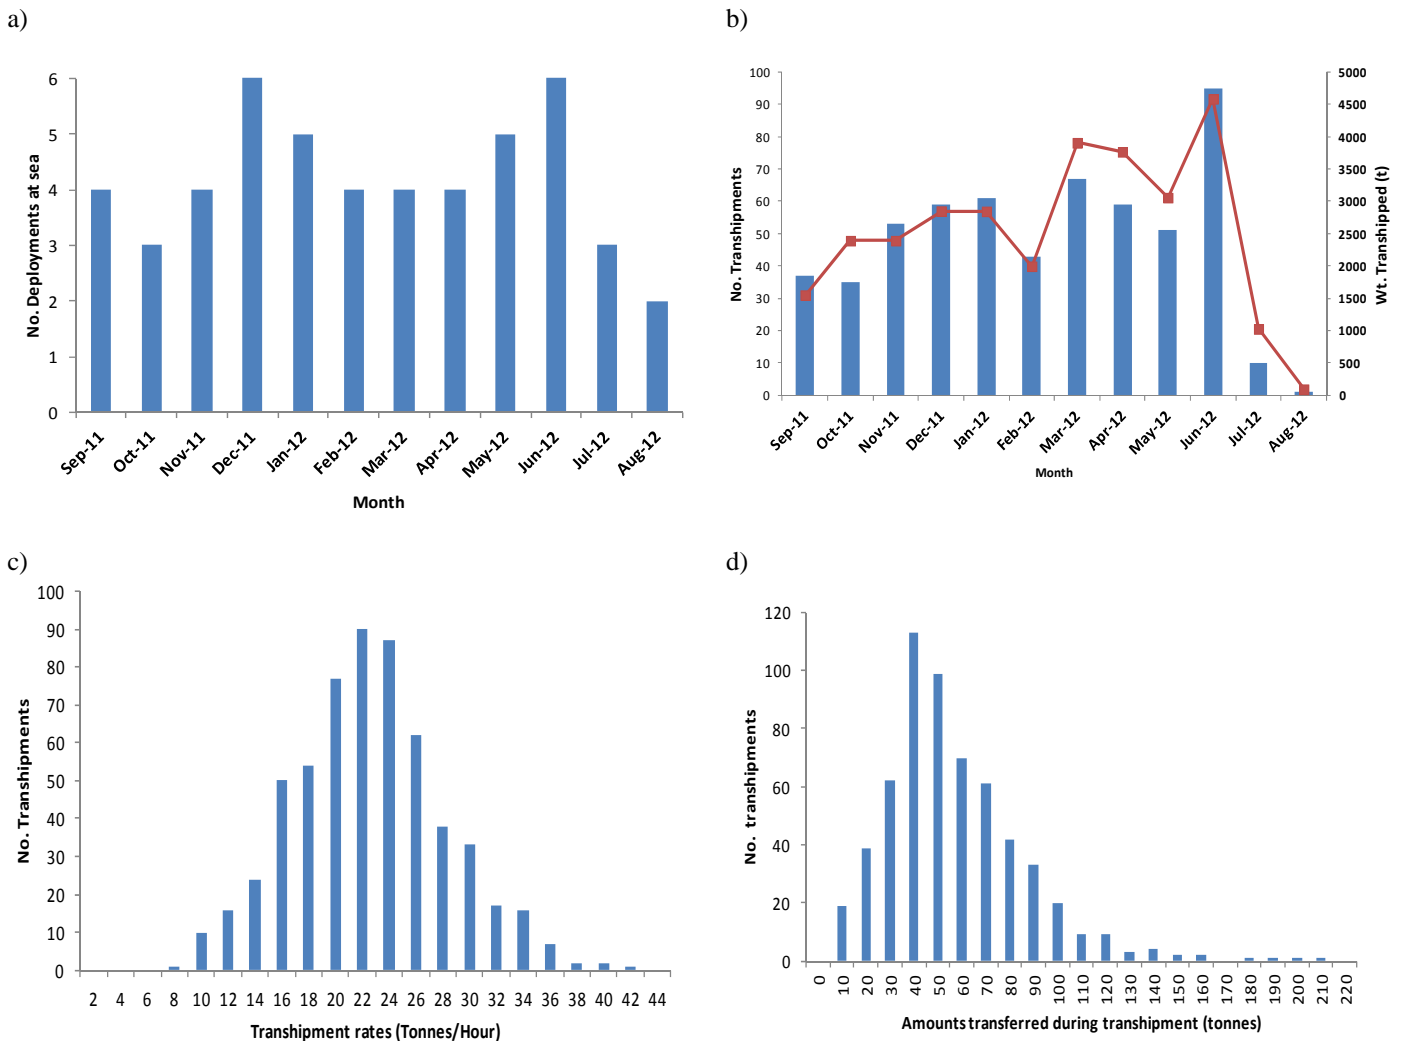 a)
No. Deployments at sea
6
5
4
3
2
1
0
Sep-11 Oct-11 Nov-11 Dec-11 Jan-12 Feb-12 Mar-12 Apr-12 May-12 Jun-12 Jul-12 Aug-12
Month
b)
No. Transhipments
100
90
80
70
60
50
40
30
20
10
0
5000
4500
4000
3500
3000
2500
2000
1500
1000
500
0
Wt. Transhipped (t)
Sep-11 Oct-11 Nov-11 Dec-11 Jan-12 Feb-12 Mar-12 Apr-12 May-12 Jun-12 Jul-12 Aug-12
Month
c)
No. Transhipments
100
90
80
70
60
50
40
30
20
10
0
2 4 6 8 10 12 14 16 18 20 22 24 26 28 30 32 34 36 38 40 42 44
Transhipment rates (Tonnes/Hour)
d)
No. transhipments
120
100
80
60
40
20
0
0 10 20 30 40 50 60 70 80 90 100 110 120 130 140 150 160 170 180 190 200 210 220
Amounts transferred during transhipment (tonnes)